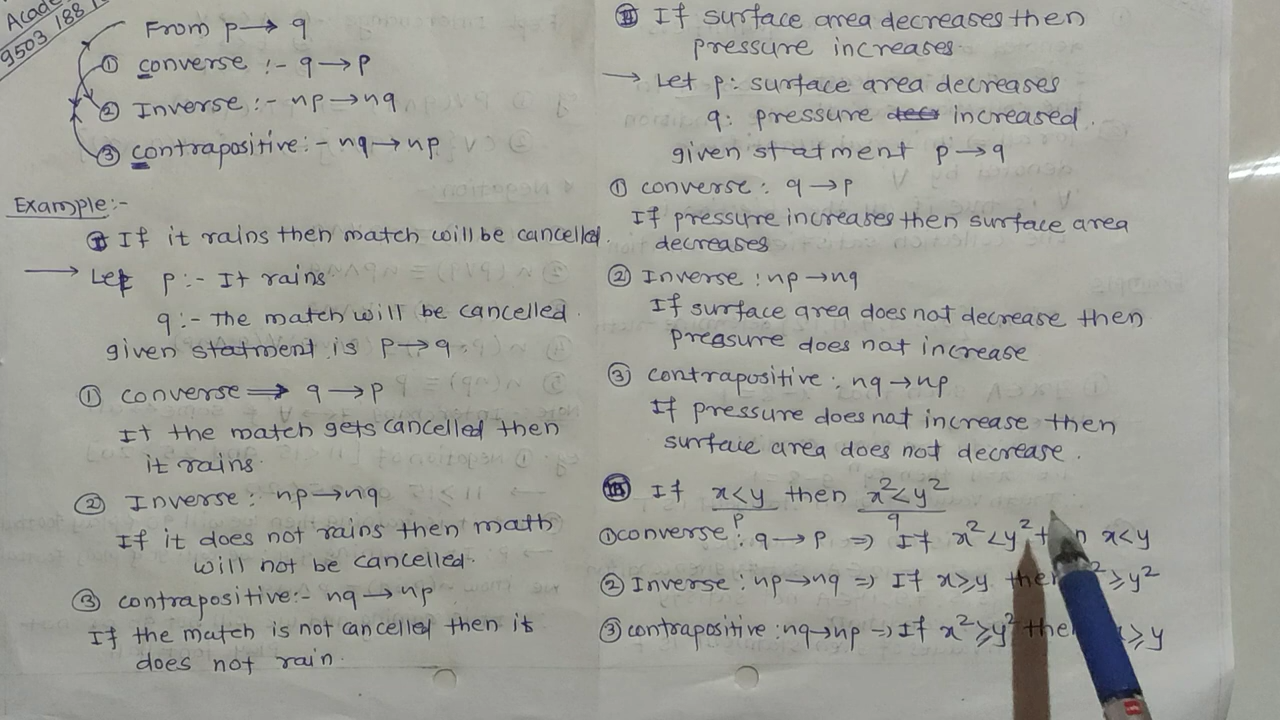 Acade
9503 188 1
From p → q
① converse :- q → p
② Inverse :- ~p → ~q
③ contrapositive :- ~q → ~p
Example:-
Ⅰ If it rains then match will be cancelled.
→ Let p :- It rains.
q :- the match will be cancelled.
given statment is p → q.
① converse ⇒ q → p
If the match gets cancelled then
it rains.
② Inverse : ~p → ~q
If it does not rains then math
will not be cancelled.
③ contrapositive:- ~q → ~p
If the match is not cancelled then it
does not rain.
Ⅱ If surface area decreases then
pressure increases.
→ Let p : surface area decreases
q: pressure increased.
given statment p → q
① converse : q → p
If pressure increases then surface area
decreases
② Inverse : ~p → ~q
If surface area does not decrease then
pressure does not increase
③ contrapositive : ~q → ~p
If pressure does not increase then
surface area does not decrease.
Ⅲ If x<y then x²<y²
p q
① converse : q → p ⇒ If x²<y² x<y
② Inverse : ~p → ~q ⇒ If x≥y ≥y²
③ contrapositive : ~q → ~p ⇒ If x²≥y² ≥y